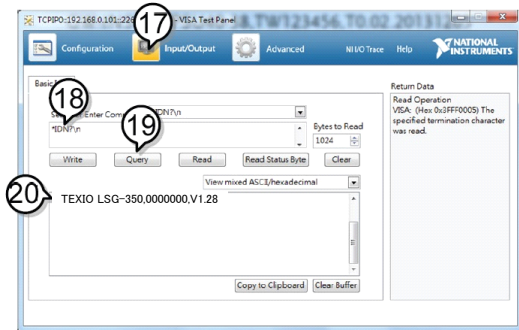 TCPIP0::192.168.0.101::226 - VISA Test Panel
17
Configuration
Input/Output
Advanced
NI I/O Trace
Help
NATIONAL
INSTRUMENTS
18
Enter
*IDN?\n
*IDN?\n
19
Bytes to Read
1024
Write
Query
Read
Read Status Byte
Clear
View mixed ASCII/hexadecimal
20
TEXIO LSG-350,0000000,V1.28
Copy to Clipboard
Clear Buffer
Return Data
Read Operation
VISA: (Hex 0x3FFF0005) The
specified termination character
was read.